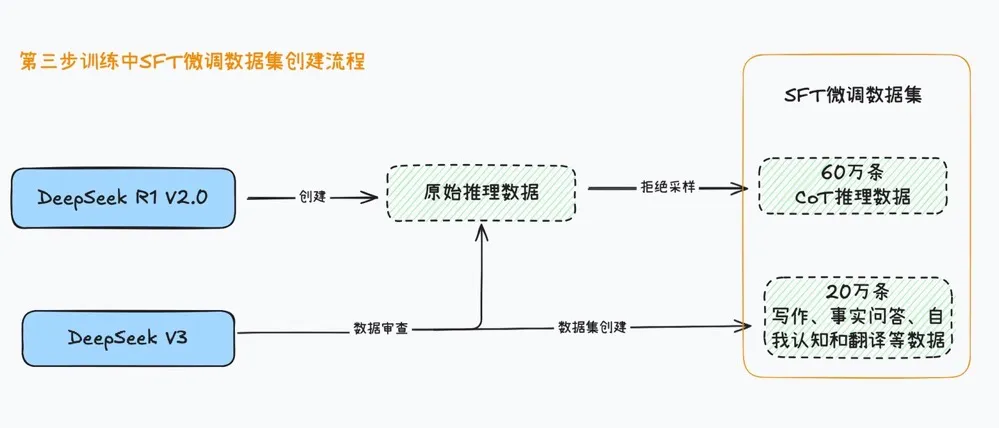 第三步训练中SFT微调数据集创建流程
SFT微调数据集
DeepSeek R1 V2.0
创建
原始推理数据
拒绝采样
60万条
CoT推理数据
DeepSeek V3
数据审查
数据集创建
20万条
写作、事实问答、自
我认知和翻译等数据